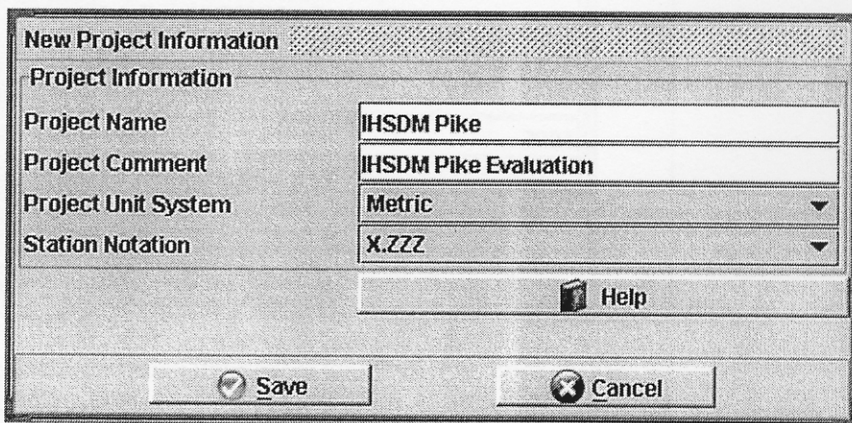 New Project Information
Project Information
Project Name IHSDM Pike
Project Comment IHSDM Pike Evaluation
Project Unit System Metric
Station Notation X.ZZZ
Help
Save Cancel